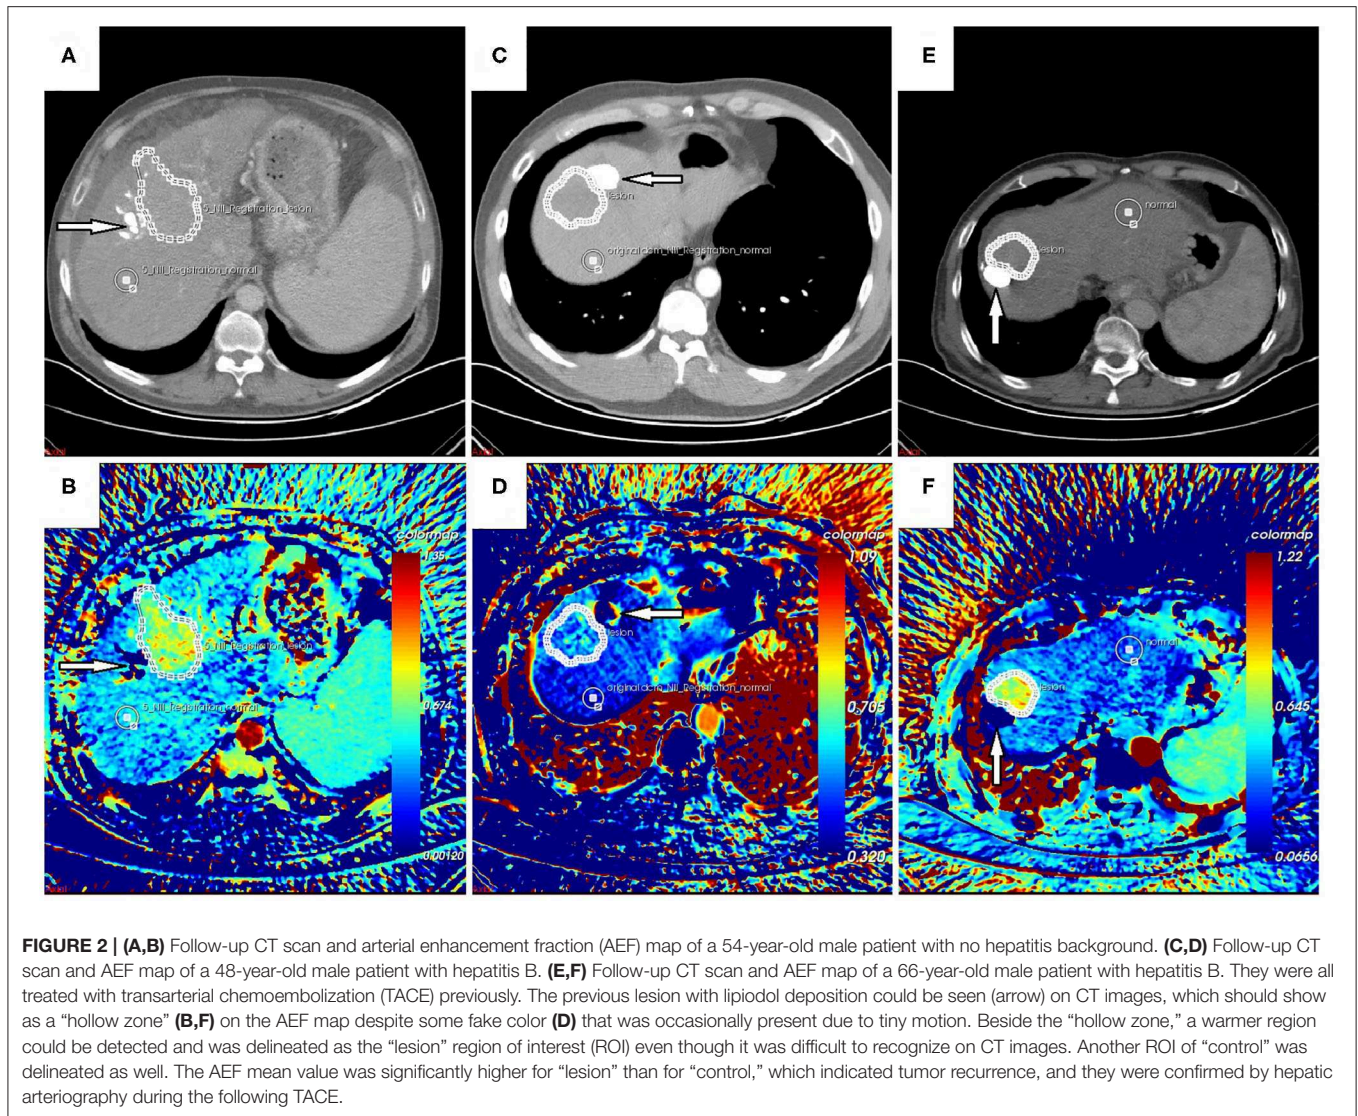 A
C
E
5_NII_Registration_lesion
5_NII_Registration_normal
lesion
original dcm_NII_Registration_normal
normal
lesion
Axial
Axial
B
D
F
colormap
1.35
0.674
0.00120
5_NII_Registration_lesion
5_NII_Registration_normal
colormap
1.09
0.705
0.320
lesion
original dcm_NII_Registration_normal
colormap
1.22
0.645
0.0656
normal
lesion
FIGURE 2 | (A,B) Follow-up CT scan and arterial enhancement fraction (AEF) map of a 54-year-old male patient with no hepatitis background. (C,D) Follow-up CT
scan and AEF map of a 48-year-old male patient with hepatitis B. (E,F) Follow-up CT scan and AEF map of a 66-year-old male patient with hepatitis B. They were all
treated with transarterial chemoembolization (TACE) previously. The previous lesion with lipiodol deposition could be seen (arrow) on CT images, which should show
as a “hollow zone” (B,F) on the AEF map despite some fake color (D) that was occasionally present due to tiny motion. Beside the “hollow zone,” a warmer region
could be detected and was delineated as the “lesion” region of interest (ROI) even though it was difficult to recognize on CT images. Another ROI of “control” was
delineated as well. The AEF mean value was significantly higher for “lesion” than for “control,” which indicated tumor recurrence, and they were confirmed by hepatic
arteriography during the following TACE.